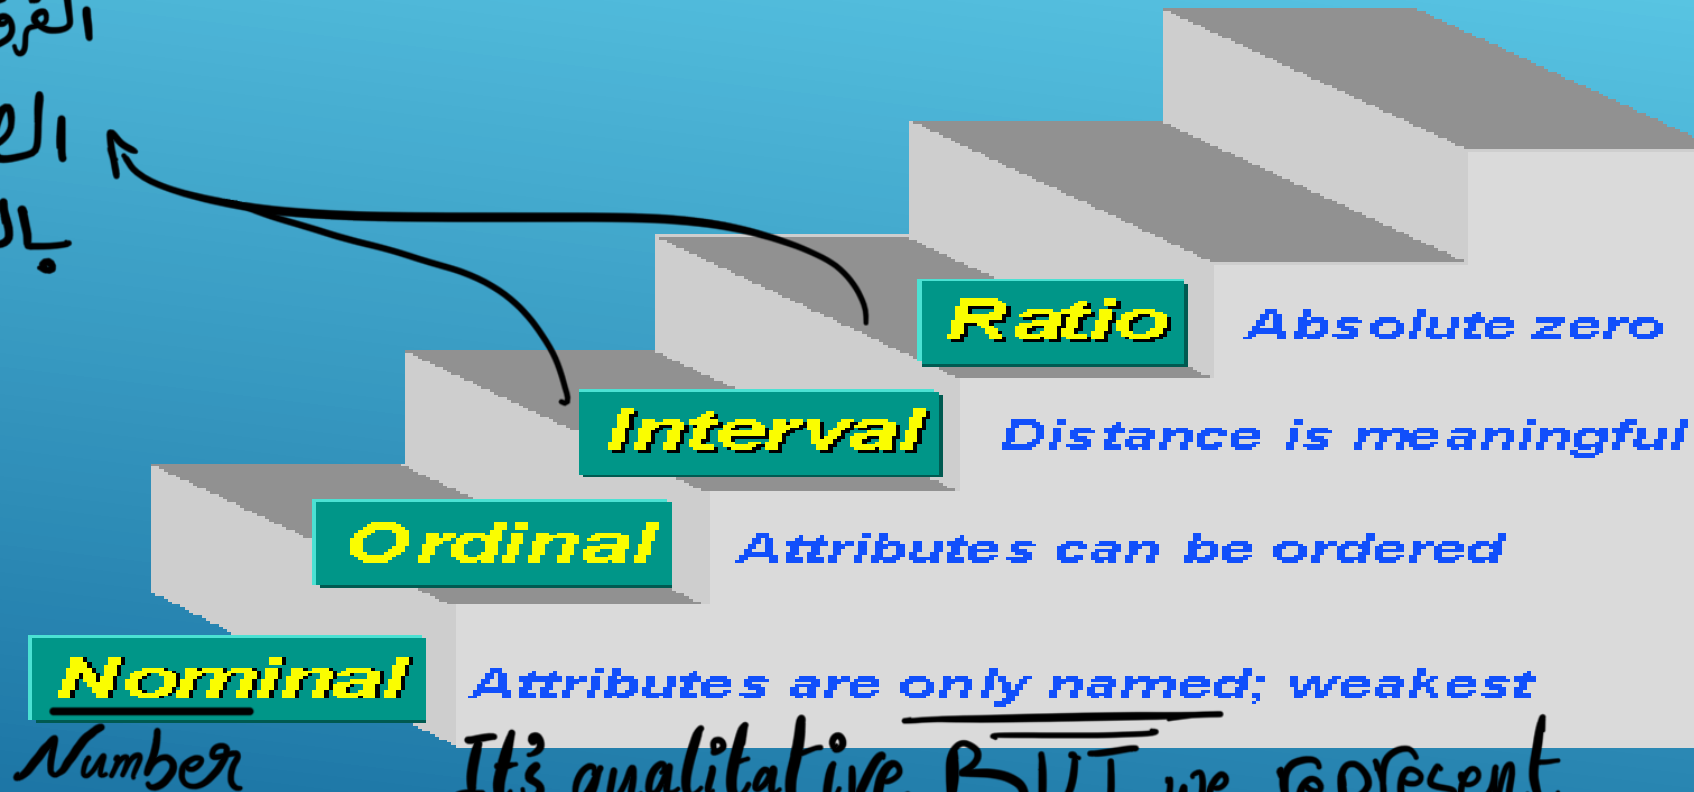 الفرق
Ratio Absolute zero
Interval Distance is meaningful
Ordinal Attributes can be ordered
Nominal Attributes are only named; weakest
Number It's qualitative BUT we represent